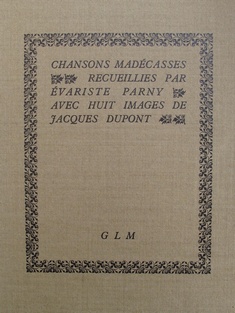 CHANSONS MADÉCASSES
RECUEILLIES PAR
ÉVARISTE PARNY
AVEC HUIT IMAGES DE
JACQUES DUPONT
G L M